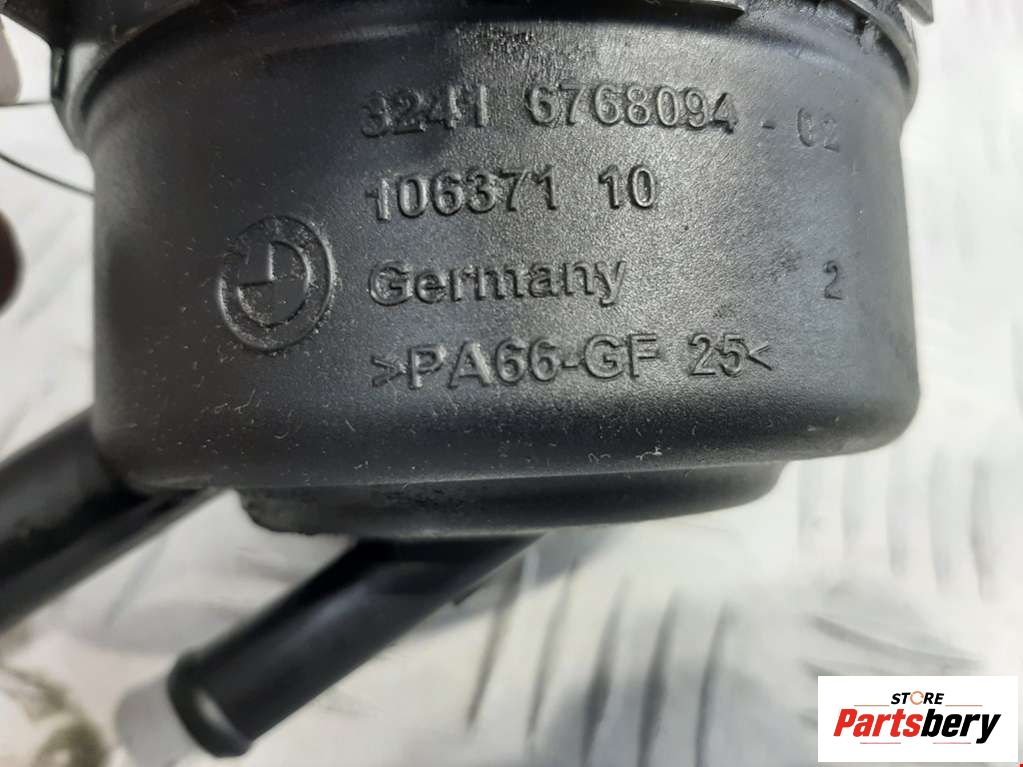 3241 6768094 - 02
106371 10
Germany 2
>PA66-GF 25<
STORE
Partsbery